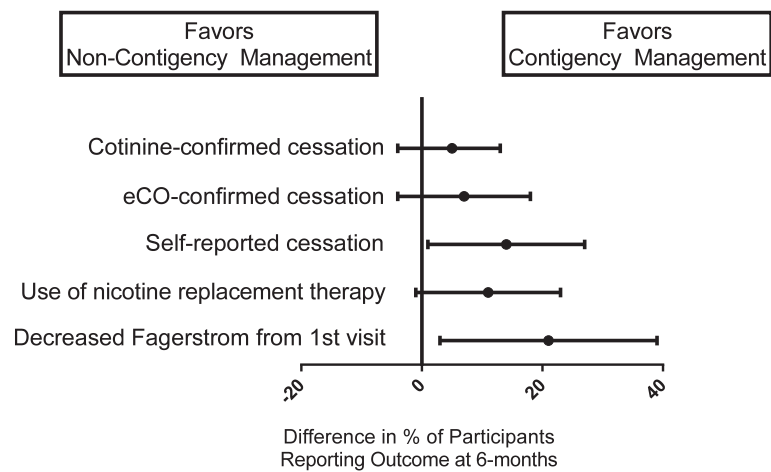 Favors
Non-Contigency Management
Favors
Contigency Management
Cotinine-confirmed cessation
eCO-confirmed cessation
Self-reported cessation
Use of nicotine replacement therapy
Decreased Fagerstrom from 1st visit
-20
0
20
40
Difference in % of Participants
Reporting Outcome at 6-months